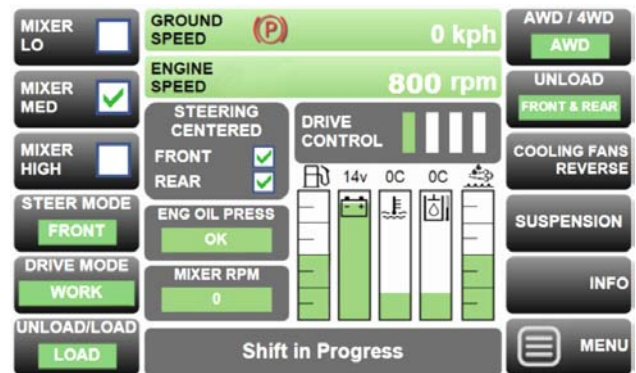 MIXER
LO
MIXER
MED
MIXER
HIGH
STEER MODE
FRONT
DRIVE MODE
WORK
UNLOAD/LOAD
LOAD
GROUND
SPEED
P
0 kph
ENGINE
SPEED
800 rpm
STEERING
CENTERED
FRONT
REAR
ENG OIL PRESS
OK
MIXER RPM
0
DRIVE
CONTROL
14v 0C 0C
Shift in Progress
AWD / 4WD
AWD
UNLOAD
FRONT & REAR
COOLING FANS
REVERSE
SUSPENSION
INFO
MENU